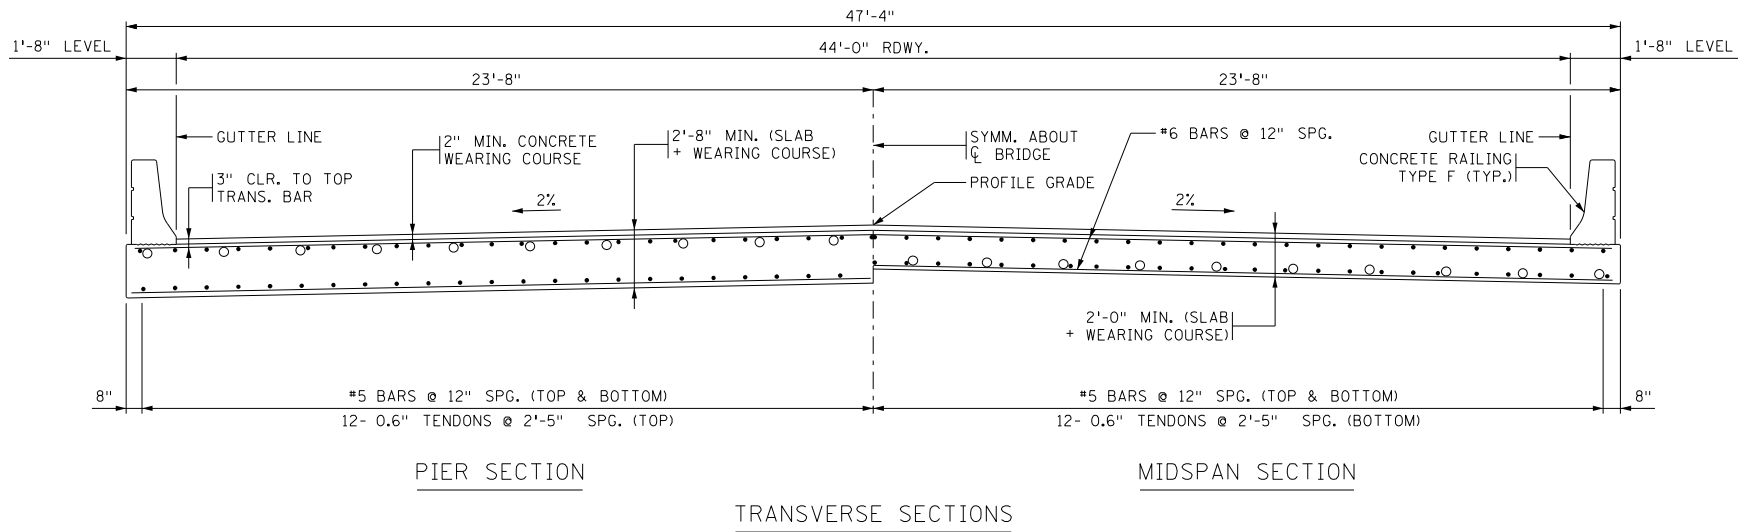 47'-4"
1'-8" LEVEL
44'-0" RDWY.
1'-8" LEVEL
23'-8"
23'-8"
GUTTER LINE
2" MIN. CONCRETE
WEARING COURSE
2'-8" MIN. (SLAB
+ WEARING COURSE)
SYMM. ABOUT
℄ BRIDGE
#6 BARS @ 12" SPG.
GUTTER LINE
CONCRETE RAILING
TYPE F (TYP.)
3" CLR. TO TOP
TRANS. BAR
PROFILE GRADE
2%
2%
2'-0" MIN. (SLAB
+ WEARING COURSE)
8"
#5 BARS @ 12" SPG. (TOP & BOTTOM)
12- 0.6" TENDONS @ 2'-5" SPG. (TOP)
#5 BARS @ 12" SPG. (TOP & BOTTOM)
12- 0.6" TENDONS @ 2'-5" SPG. (BOTTOM)
8"
PIER SECTION
MIDSPAN SECTION
TRANSVERSE SECTIONS